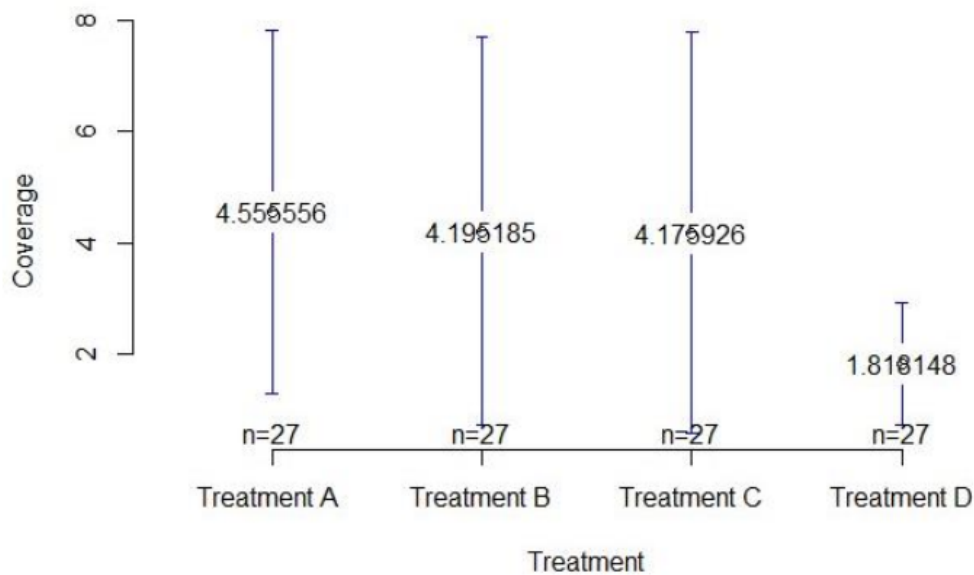 8
6
4
2
Coverage
4.555556
4.195185
4.175926
1.818148
n=27
n=27
n=27
n=27
Treatment A
Treatment B
Treatment C
Treatment D
Treatment